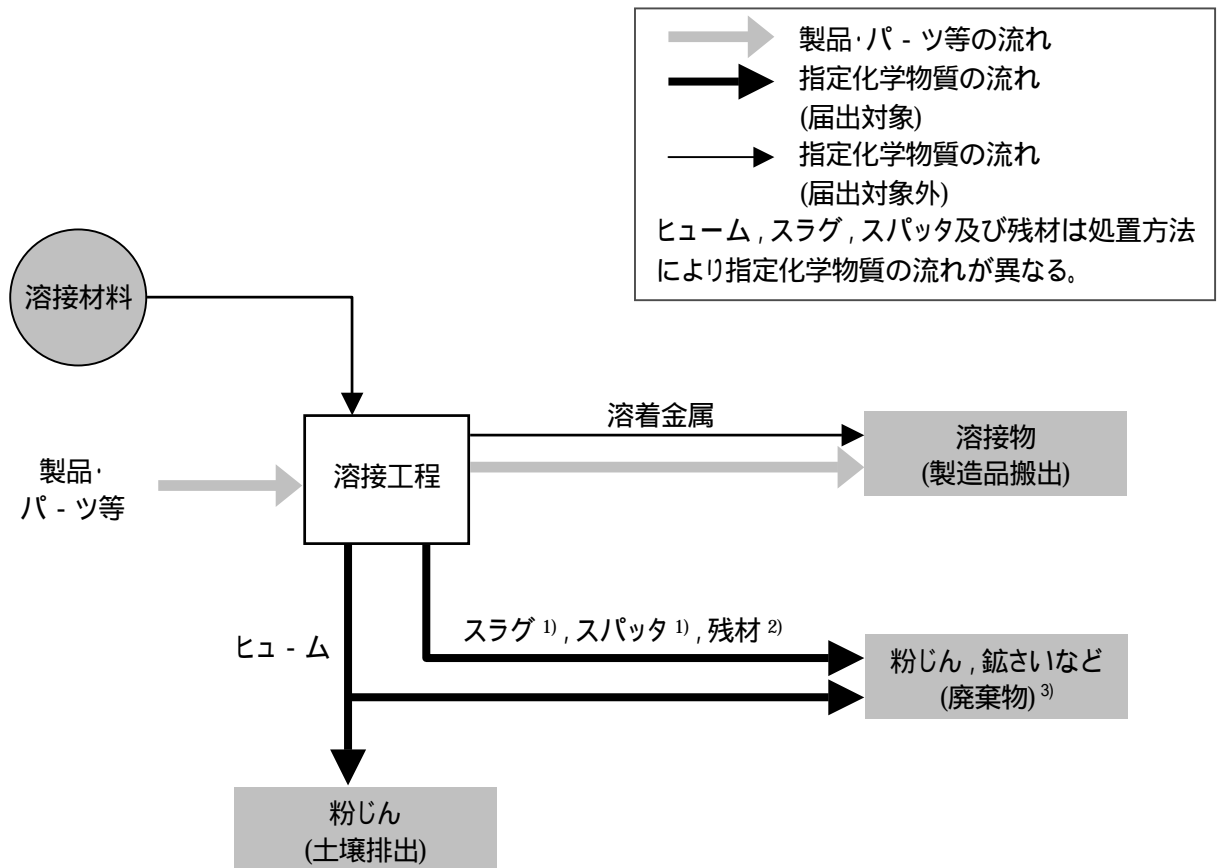 製品・パ - ツ等の流れ
指定化学物質の流れ
(届出対象)
指定化学物質の流れ
(届出対象外)
ヒューム , スラグ , スパッタ及び残材は処置方法
により指定化学物質の流れが異なる。
溶接材料
溶着金属
溶接物
(製造品搬出)
製品・
パ - ツ等
溶接工程
スラグ 1) , スパッタ 1) , 残材 2)
ヒュ - ム
粉じん , 鉱さいなど
(廃棄物) 3)
粉じん
(土壌排出)